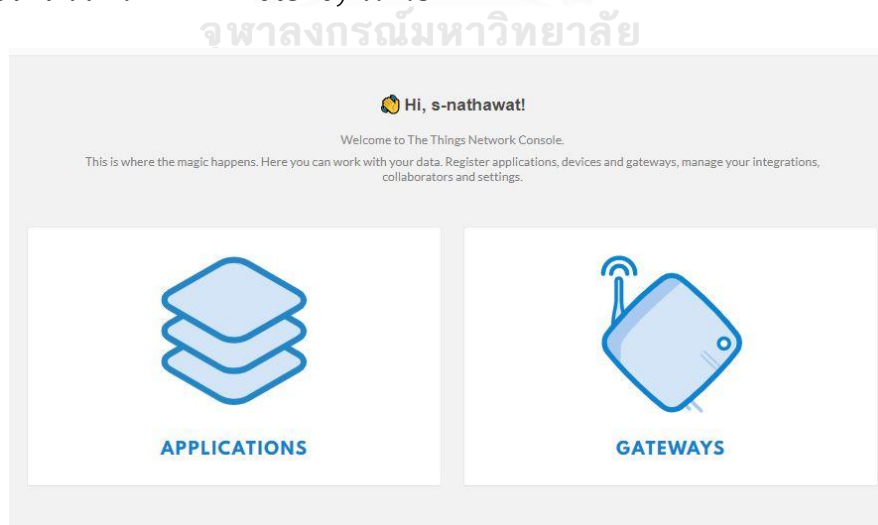 จุฬาลงกรณ์มหาวิทยาลัย
Hi, s-nathawat!
Welcome to The Things Network Console.
This is where the magic happens. Here you can work with your data. Register applications, devices and gateways, manage your integrations,
collaborators and settings.
APPLICATIONS
GATEWAYS